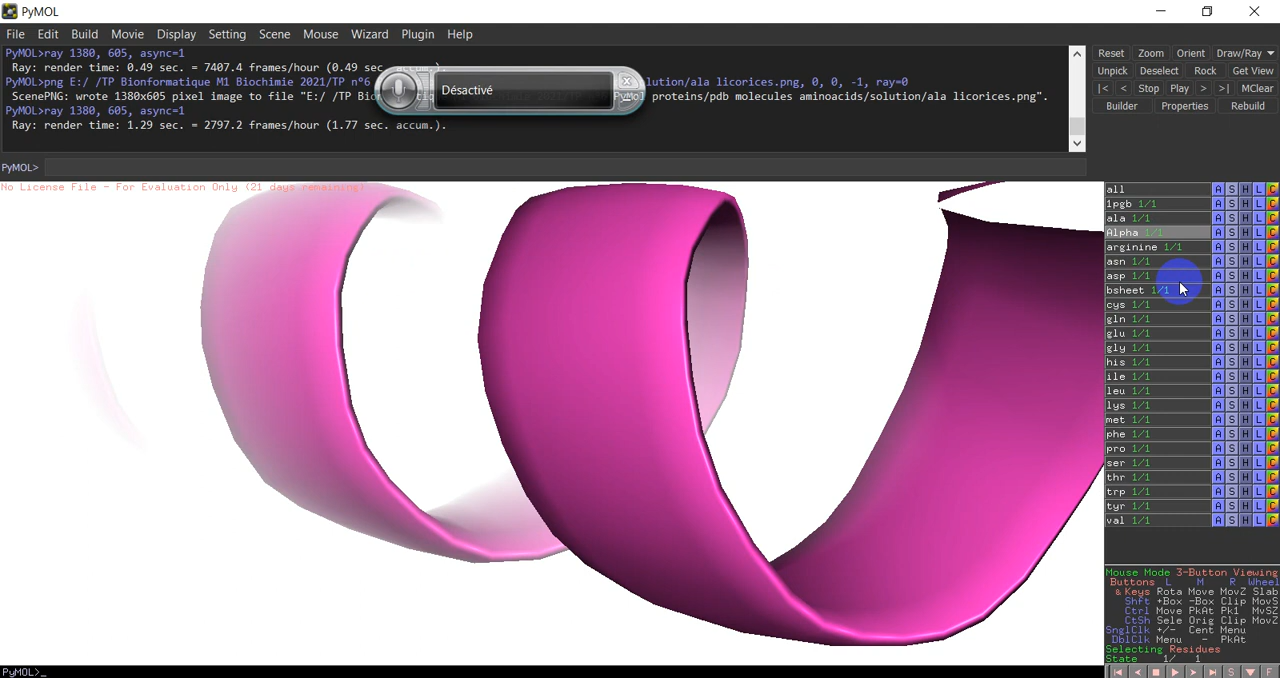 PyMOL
File Edit Build Movie Display Setting Scene Mouse Wizard Plugin Help
PyMOL>ray 1380, 605, async=1
Ray: render time: 0.49 sec. = 7407.4 frames/hour (0.49 sec. accum.).
PyMOL>png E:/ /TP Bionformatique M1 Biochimie 2021/TP n°6 lution/ala licorices.png, 0, 0, -1, ray=0
ScenePNG: wrote 1380x605 pixel image to file "E:/ /TP Bio proteins/pdb molecules aminoacids/solution/ala licorices.png".
PyMOL>ray 1380, 605, async=1
Ray: render time: 1.29 sec. = 2797.2 frames/hour (1.77 sec. accum.).
Désactivé
Reset Zoom Orient Draw/Ray
Unpick Deselect Rock Get View
|< < Stop Play > >| MClear
Builder Properties Rebuild
PyMOL>
No License File - For Evaluation Only (21 days remaining)
all A S H L C
1pgb 1/1 A S H L C
ala 1/1 A S H L C
Alpha 1/1 A S H L C
arginine 1/1 A S H L C
asn 1/1 A S H L C
asp 1/1 A S H L C
bsheet 1/1 A S H L C
cys 1/1 A S H L C
gln 1/1 A S H L C
glu 1/1 A S H L C
gly 1/1 A S H L C
his 1/1 A S H L C
ile 1/1 A S H L C
leu 1/1 A S H L C
lys 1/1 A S H L C
met 1/1 A S H L C
phe 1/1 A S H L C
pro 1/1 A S H L C
ser 1/1 A S H L C
thr 1/1 A S H L C
trp 1/1 A S H L C
tyr 1/1 A S H L C
val 1/1 A S H L C
Mouse Mode 3-Button Viewing
Buttons L M R Wheel
& Keys Rota Move MovZ Slab
Shft +Box -Box Clip MovS
Ctrl Move PkAt Pk1 MvSZ
CtSh Sele Orig Clip MovZ
SnglClk +/- Cent Menu
DblClk Menu - PkAt
Selecting Residues
State 1/ 1
PyMOL>_
S F